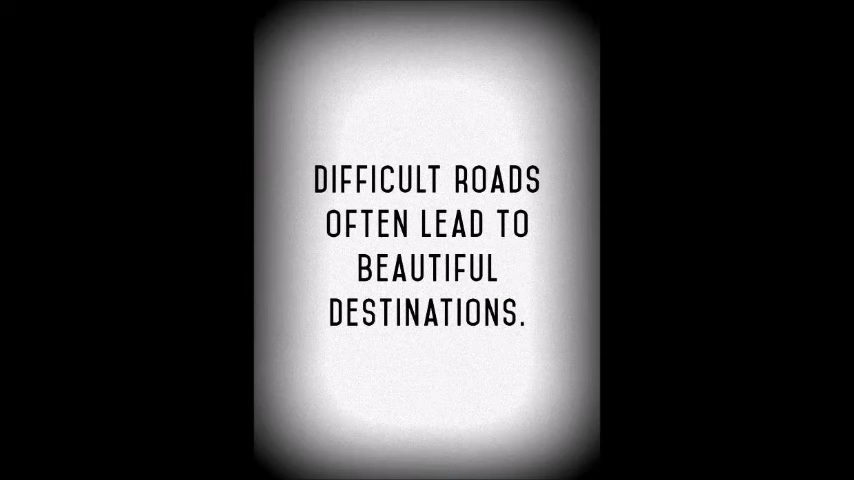 DIFFICULT ROADS
OFTEN LEAD TO
BEAUTIFUL
DESTINATIONS.